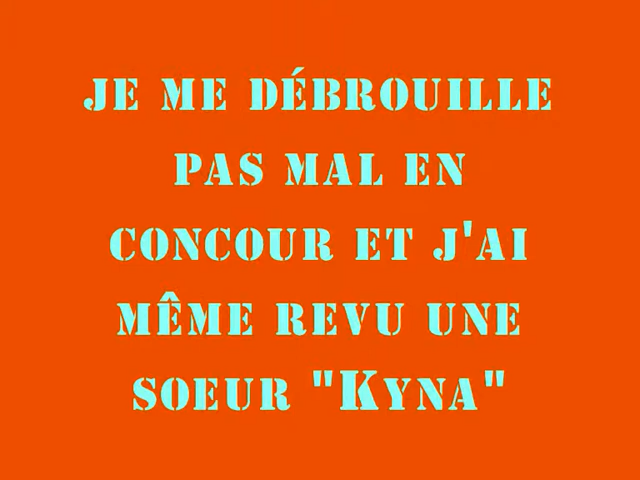 JE ME DÉBROUILLE
PAS MAL EN
CONCOUR ET J'AI
MÊME REVU UNE
SOEUR "KYNA"